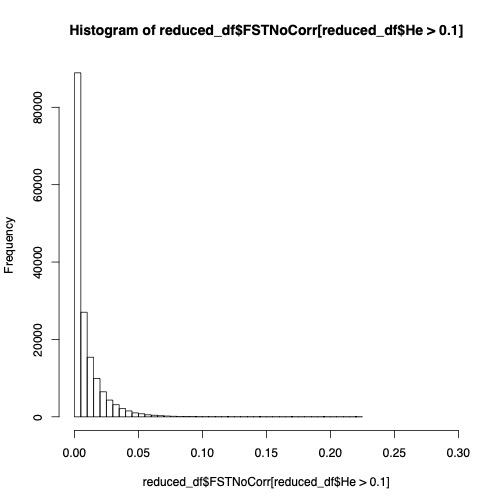 Histogram of reduced_df$FSTNoCorr[reduced_df$He > 0.1]
Frequency
80000
60000
40000
20000
0
0.00 0.05 0.10 0.15 0.20 0.25 0.30
reduced_df$FSTNoCorr[reduced_df$He > 0.1]